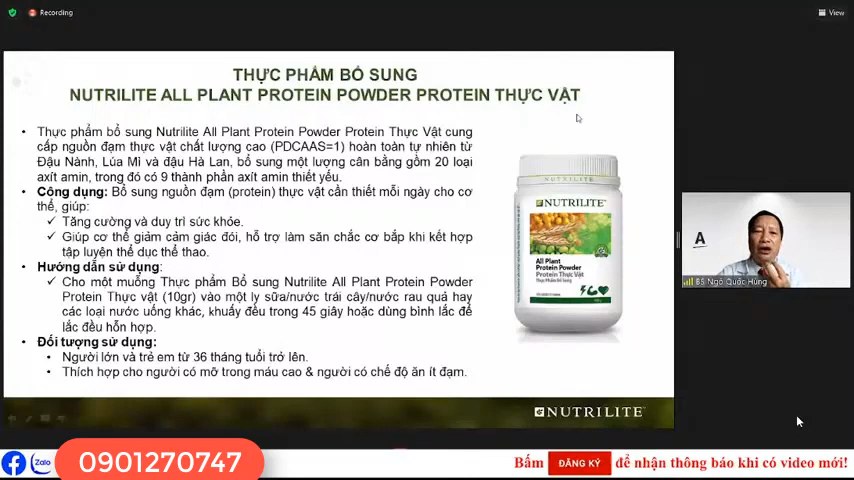 Recording
View
THỰC PHẨM BỔ SUNG
NUTRILITE ALL PLANT PROTEIN POWDER PROTEIN THỰC VẬT
• Thực phẩm bổ sung Nutrilite All Plant Protein Powder Protein Thực Vật cung
cấp nguồn đạm thực vật chất lượng cao (PDCAAS=1) hoàn toàn tự nhiên từ
Đậu Nành, Lúa Mì và đậu Hà Lan, bổ sung một lượng cân bằng gồm 20 loại
axít amin, trong đó có 9 thành phần axít amin thiết yếu.
• Công dụng: Bổ sung nguồn đạm (protein) thực vật cần thiết mỗi ngày cho cơ
thể, giúp:
✓ Tăng cường và duy trì sức khỏe.
✓ Giúp cơ thể giảm cảm giác đói, hỗ trợ làm săn chắc cơ bắp khi kết hợp
tập luyện thể dục thể thao.
• Hướng dẫn sử dụng:
✓ Cho một muỗng Thực phẩm Bổ sung Nutrilite All Plant Protein Powder
Protein Thực vật (10gr) vào một ly sữa/nước trái cây/nước rau quả hay
các loại nước uống khác, khuấy đều trong 45 giây hoặc dùng bình lắc để
lắc đều hỗn hợp.
• Đối tượng sử dụng:
• Người lớn và trẻ em từ 36 tháng tuổi trở lên.
• Thích hợp cho người có mỡ trong máu cao & người có chế độ ăn ít đạm.
NUTRILITE
NUTRILITE
All Plant
Protein Powder
Protein Thực Vật
Thực Phẩm Bổ Sung
NUTRILITE
A
BS Ngô Quốc Hùng
Zalo
0901270747
Bấm ĐĂNG KÝ để nhận thông báo khi có video mới!